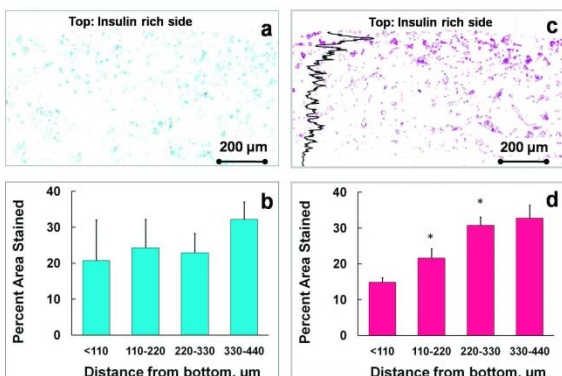 Top: Insulin rich side
a
200 µm
Top: Insulin rich side
c
200 µm
b
Percent Area Stained
40
30
20
10
0
<110
110-220
220-330
330-440
Distance from bottom, µm
d
Percent Area Stained
40
30
20
10
0
*
*
<110
110-220
220-330
330-440
Distance from bottom, µm